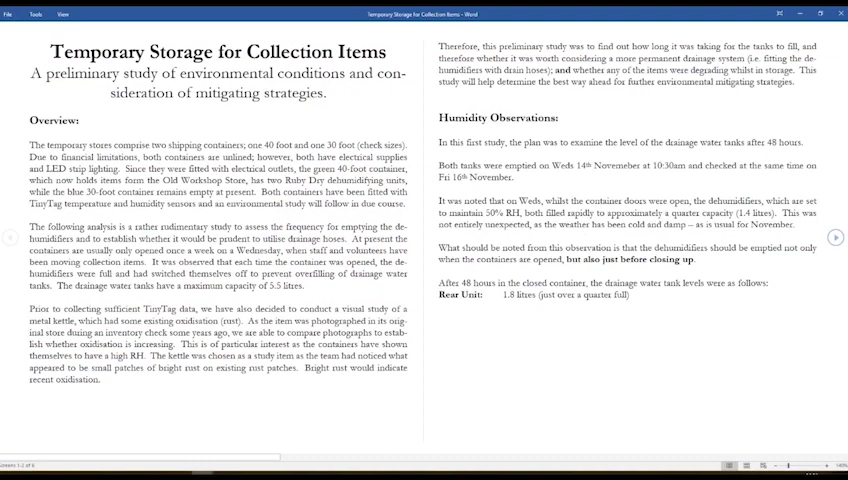 Temporary Storage for Collection Items - Word
File Tools View
Temporary Storage for Collection Items
A preliminary study of environmental conditions and con-
sideration of mitigating strategies.
Overview:
The temporary stores comprise two shipping containers; one 40 foot and one 30 foot (check sizes).
Due to financial limitations, both containers are unlined; however, both have electrical supplies
and LED strip lighting. Since they were fitted with electrical outlets, the green 40-foot container,
which now holds items form the Old Workshop Store, has two Ruby Dry dehumidifying units,
while the blue 30-foot container remains empty at present. Both containers have been fitted with
TinyTag temperature and humidity sensors and an environmental study will follow in due course.
The following analysis is a rather rudimentary study to assess the frequency for emptying the de-
humidifiers and to establish whether it would be prudent to utilise drainage hoses. At present the
containers are usually only opened once a week on a Wednesday, when staff and volunteers have
been moving collection items. It was observed that each time the container was opened, the de-
humidifiers were full and had switched themselves off to prevent overfilling of drainage water
tanks. The drainage water tanks have a maximum capacity of 5.5 litres.
Prior to collecting sufficient TinyTag data, we have also decided to conduct a visual study of a
metal kettle, which had some existing oxidisation (rust). As the item was photographed in its orig-
inal store during an inventory check some years ago, we are able to compare photographs to estab-
lish whether oxidisation is increasing. This is of particular interest as the containers have shown
themselves to have a high RH. The kettle was chosen as a study item as the team had noticed what
appeared to be small patches of bright rust on existing rust patches. Bright rust would indicate
recent oxidisation.
Therefore, this preliminary study was to find out how long it was taking for the tanks to fill, and
therefore whether it was worth considering a more permanent drainage system (i.e. fitting the de-
humidifiers with drain hoses); and whether any of the items were degrading whilst in storage. This
study will help determine the best way ahead for further environmental mitigating strategies.
Humidity Observations:
In this first study, the plan was to examine the level of the drainage water tanks after 48 hours.
Both tanks were emptied on Weds 14th Novemeber at 10:30am and checked at the same time on
Fri 16th November.
It was noted that on Weds, whilst the container doors were open, the dehumidifiers, which are set
to maintain 50% RH, both filled rapidly to approximately a quarter capacity (1.4 litres). This was
not entirely unexpected, as the weather has been cold and damp – as is usual for November.
What should be noted from this observation is that the dehumidifiers should be emptied not only
when the containers are opened, but also just before closing up.
After 48 hours in the closed container, the drainage water tank levels were as follows:
Rear Unit: 1.8 litres (just over a quarter full)
Screens 1-2 of 6
140%